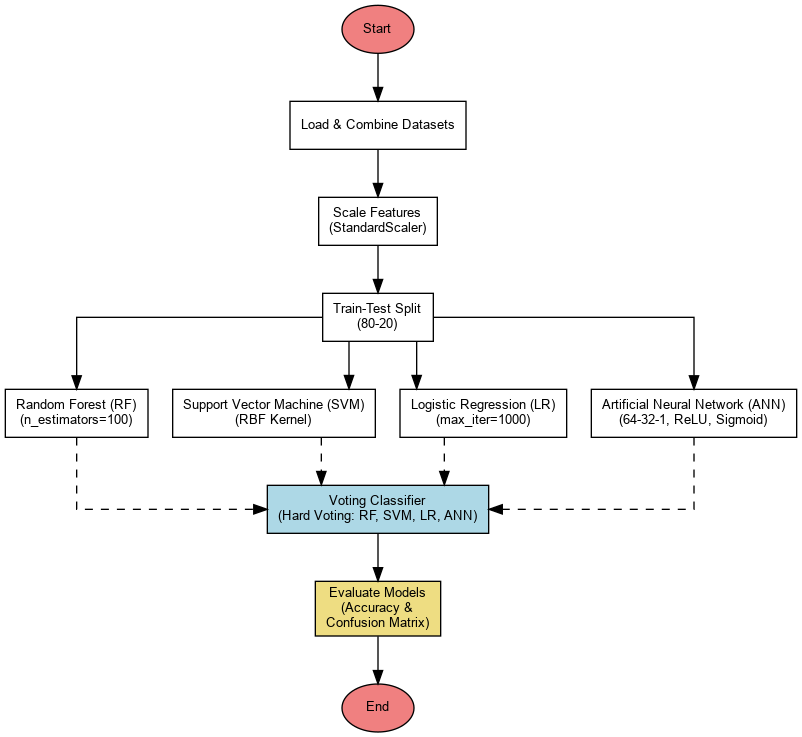 Start
Load & Combine Datasets
Scale Features
(StandardScaler)
Train-Test Split
(80-20)
Random Forest (RF)
(n_estimators=100)
Support Vector Machine (SVM)
(RBF Kernel)
Logistic Regression (LR)
(max_iter=1000)
Artificial Neural Network (ANN)
(64-32-1, ReLU, Sigmoid)
Voting Classifier
(Hard Voting: RF, SVM, LR, ANN)
Evaluate Models
(Accuracy &
Confusion Matrix)
End